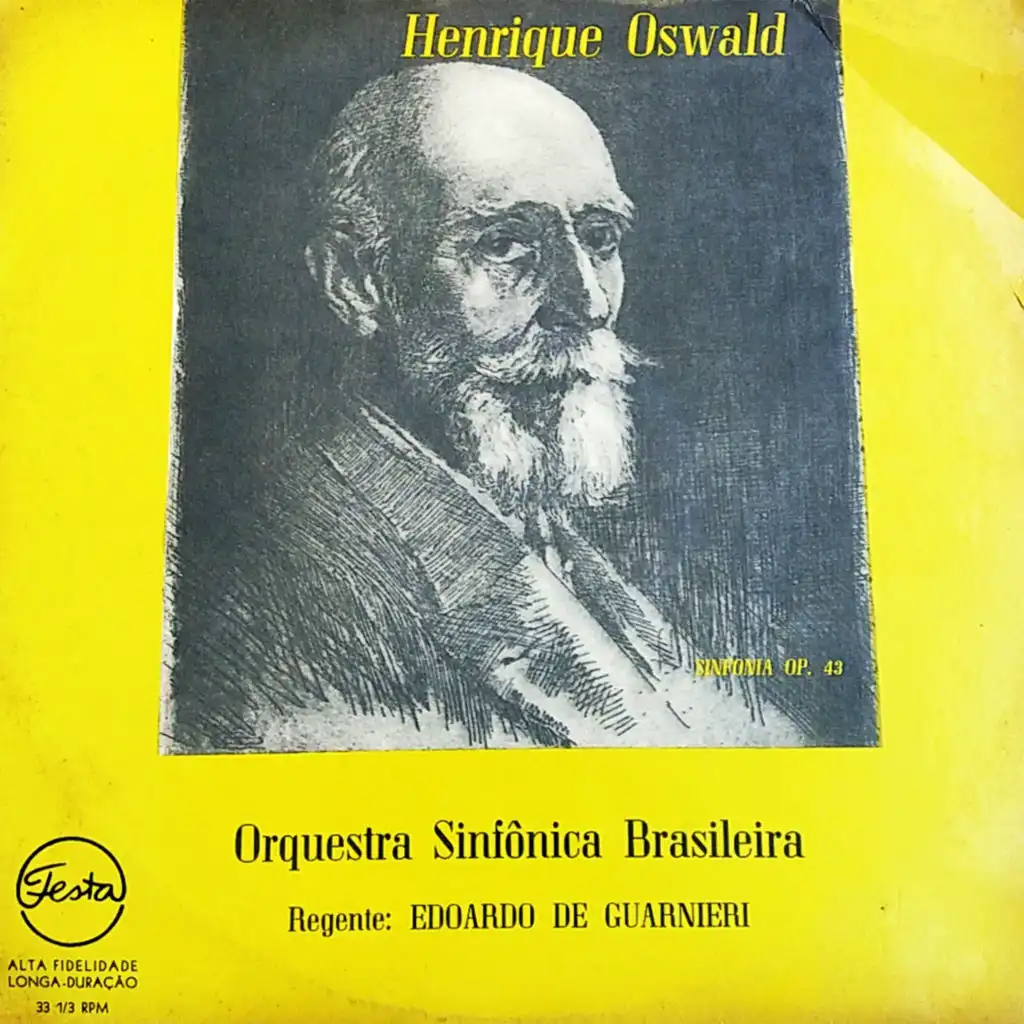 Henrique Oswald
SINFONIA OP. 43
Orquestra Sinfônica Brasileira
Regente: EDOARDO DE GUARNIERI
Festa
ALTA FIDELIDADE
LONGA-DURAÇÃO
33 1/3 RPM